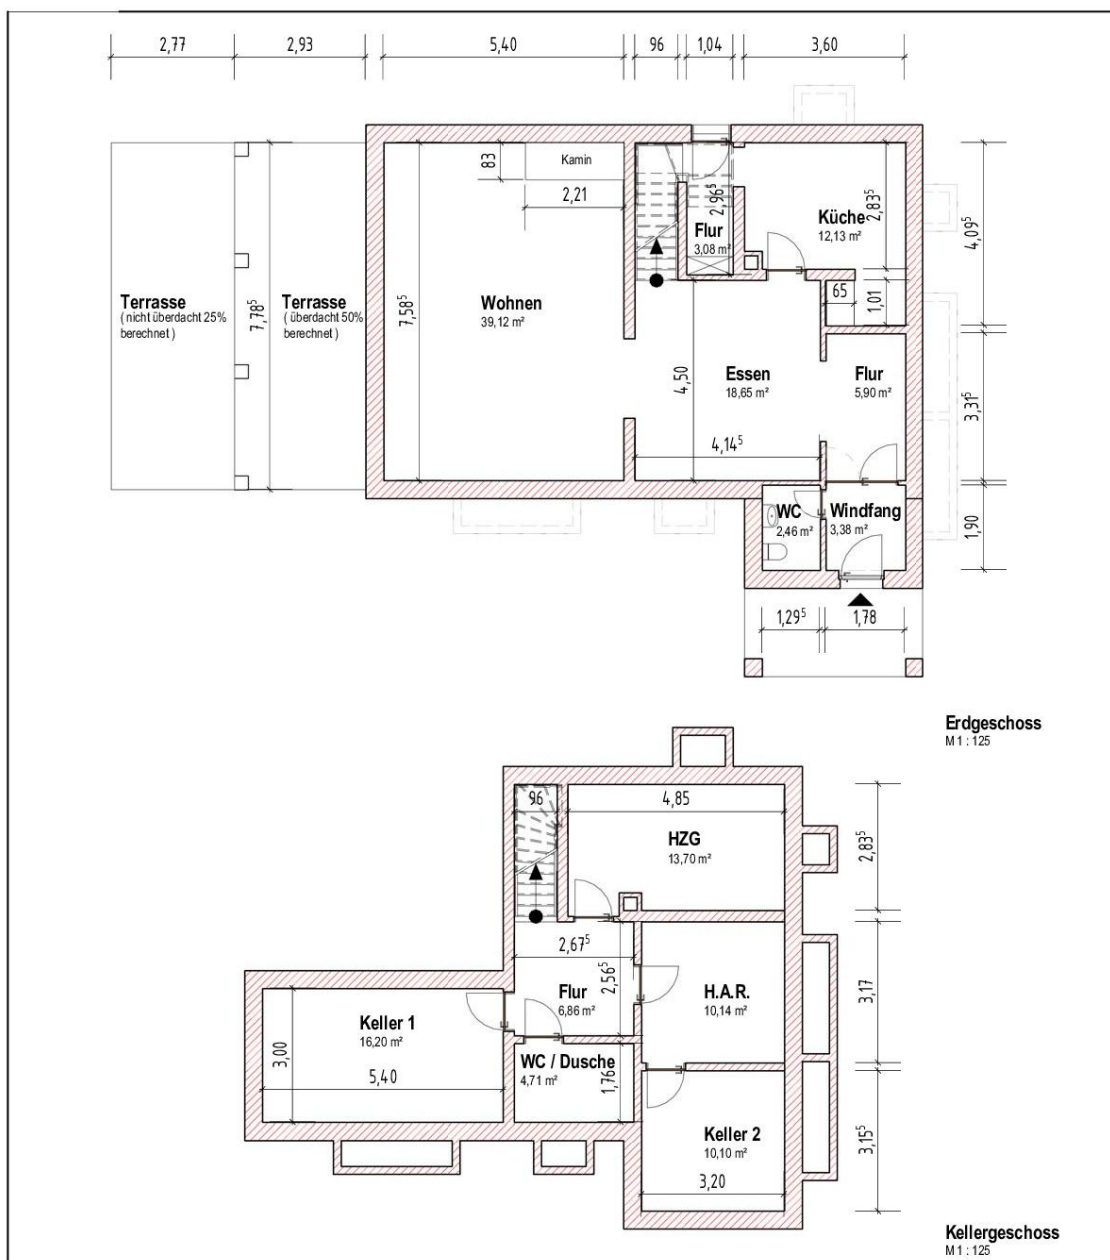 2,77
2,93
5,40
96
1,04
3,60
Kamin
83
2,21
2,96⁵
Flur
3,08 m²
Küche
12,13 m²
2,83⁵
4,09⁵
65
1,01
Terrasse
( nicht überdacht 25%
berechnet )
7,78⁵
Terrasse
( überdacht 50%
berechnet )
7,58⁵
Wohnen
39,12 m²
4,50
Essen
18,65 m²
4,14⁵
Flur
5,90 m²
3,31⁵
WC
2,46 m²
Windfang
3,38 m²
1,90
1,29⁵
1,78
Erdgeschoss
M 1 : 125
96
4,85
HZG
13,70 m²
2,83⁵
2,67⁵
2,56⁵
Flur
6,86 m²
H.A.R.
10,14 m²
3,17
Keller 1
16,20 m²
3,00
5,40
WC / Dusche
4,71 m²
1,76
Keller 2
10,10 m²
3,20
3,15⁵
Kellergeschoss
M 1 : 125